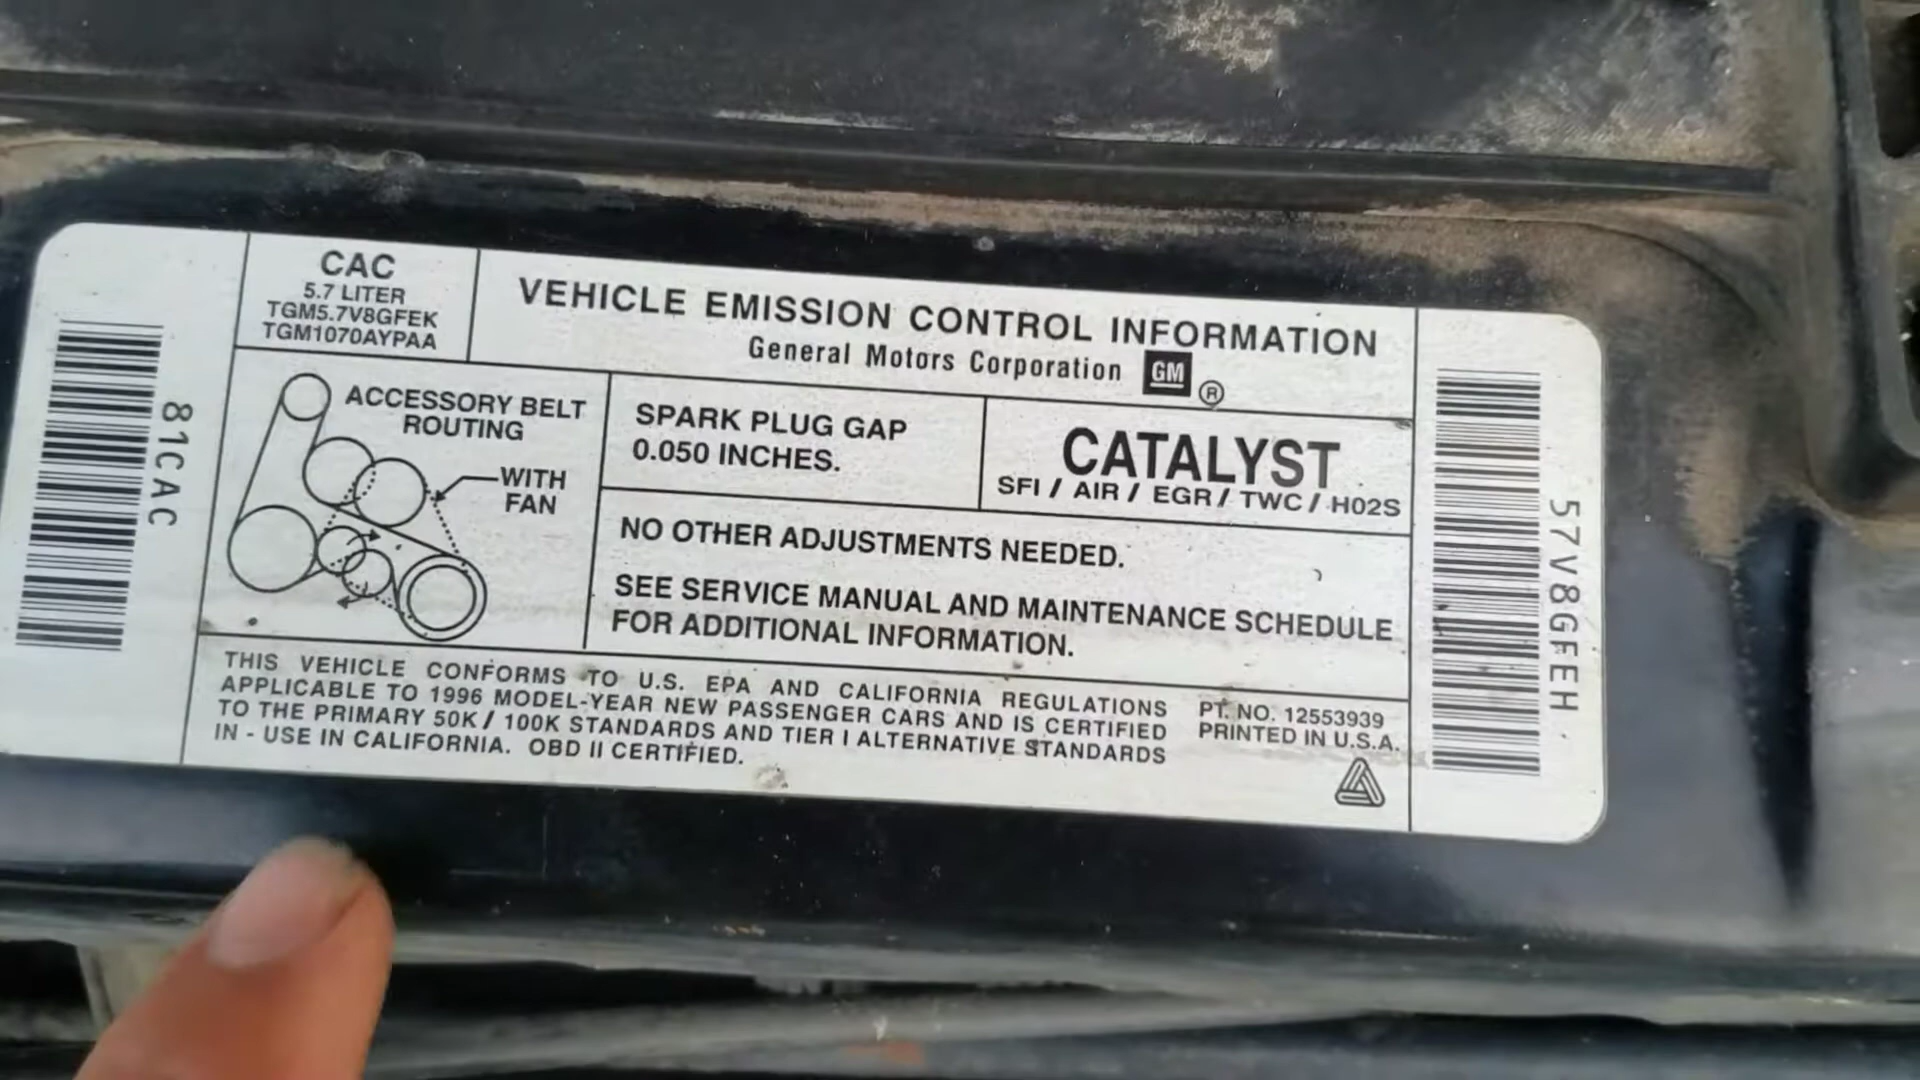 CAC
5.7 LITER
TGM5.7V8GFEK
TGM1070AYPAA
VEHICLE EMISSION CONTROL INFORMATION
General Motors Corporation GM ®
81CAC
ACCESSORY BELT
ROUTING
WITH
FAN
SPARK PLUG GAP
0.050 INCHES.
CATALYST
SFI / AIR / EGR / TWC / H02S
NO OTHER ADJUSTMENTS NEEDED.
SEE SERVICE MANUAL AND MAINTENANCE SCHEDULE
FOR ADDITIONAL INFORMATION.
57V8GFEH
THIS VEHICLE CONFORMS TO U.S. EPA AND CALIFORNIA REGULATIONS
APPLICABLE TO 1996 MODEL-YEAR NEW PASSENGER CARS AND IS CERTIFIED
TO THE PRIMARY 50K / 100K STANDARDS AND TIER I ALTERNATIVE STANDARDS
IN - USE IN CALIFORNIA. OBD II CERTIFIED.
PT. NO. 12553939
PRINTED IN U.S.A.